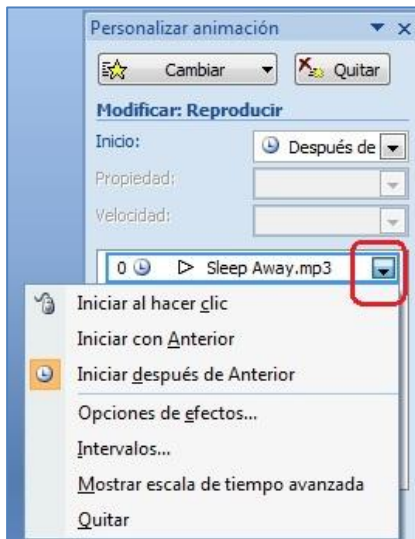 Personalizar animación
Cambiar Quitar
Modificar: Reproducir
Inicio: Después de
Propiedad:
Velocidad:
0 Sleep Away.mp3
Iniciar al hacer clic
Iniciar con Anterior
Iniciar después de Anterior
Opciones de efectos...
Intervalos...
Mostrar escala de tiempo avanzada
Quitar